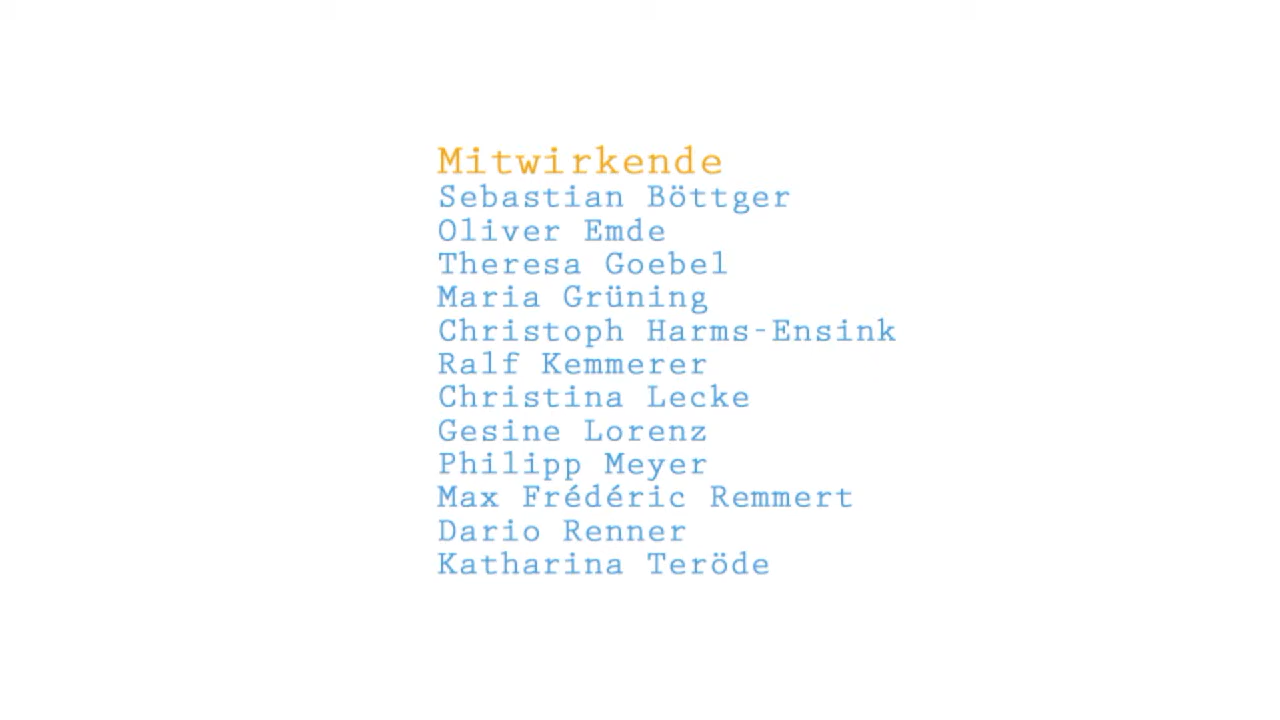 Mitwirkende
Sebastian Böttger
Oliver Emde
Theresa Goebel
Maria Grüning
Christoph Harms-Ensink
Ralf Kemmerer
Christina Lecke
Gesine Lorenz
Philipp Meyer
Max Frédéric Remmert
Dario Renner
Katharina Teröde